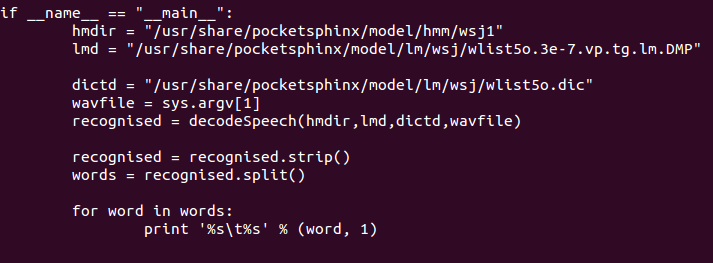 if __name__ == "__main__":
        hmdir = "/usr/share/pocketsphinx/model/hmm/wsj1"
        lmd = "/usr/share/pocketsphinx/model/lm/wsj/wlist5o.3e-7.vp.tg.lm.DMP"

        dictd = "/usr/share/pocketsphinx/model/lm/wsj/wlist5o.dic"
        wavfile = sys.argv[1]
        recognised = decodeSpeech(hmdir,lmd,dictd,wavfile)

        recognised = recognised.strip()
        words = recognised.split()

        for word in words:
                print '%s\t%s' % (word, 1)